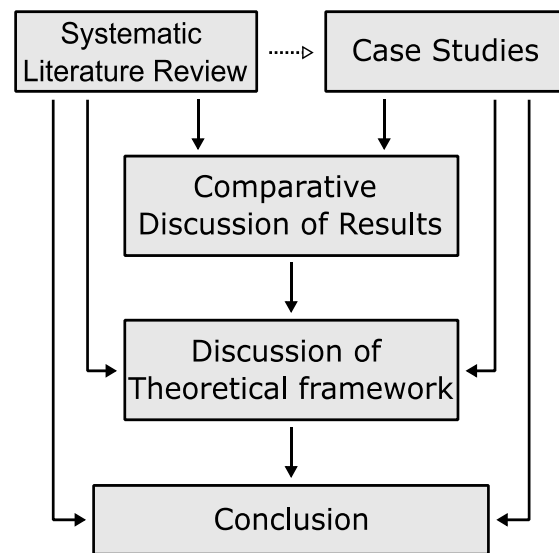 Systematic
Literature Review
Case Studies
Comparative
Discussion of Results
Discussion of
Theoretical framework
Conclusion